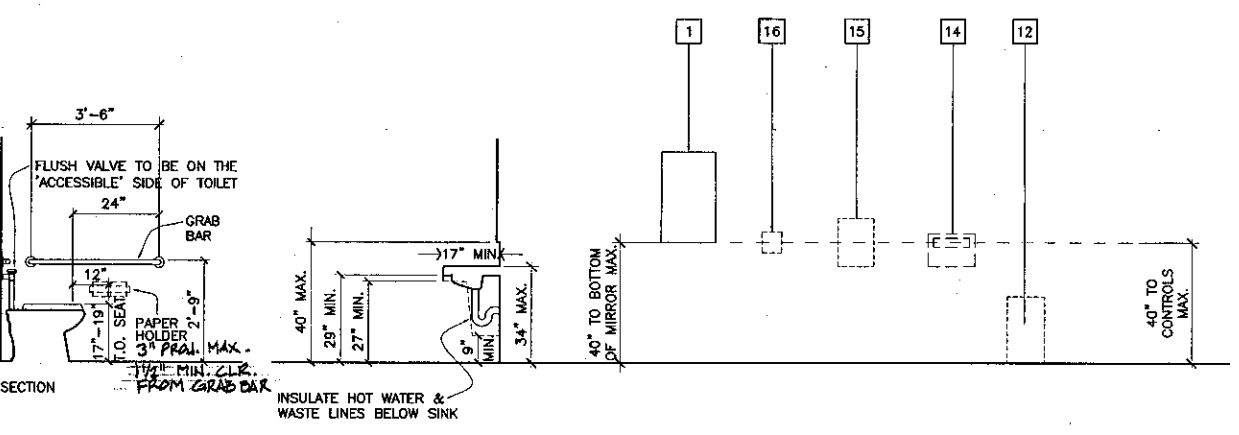 1
16
15
14
12
3'-6"
FLUSH VALVE TO BE ON THE
'ACCESSIBLE' SIDE OF TOILET
24"
GRAB
BAR
12"
PAPER
HOLDER
3" PROJ. MAX.
1 1/2" MIN. CLR.
FROM GRAB BAR
17"-19"
T.O. SEAT
2'-9"
SECTION
40" MAX.
29" MIN.
27" MIN.
17" MIN.
9"
MIN.
34" MAX.
INSULATE HOT WATER &
WASTE LINES BELOW SINK
40" TO BOTTOM
OF MIRROR MAX.
40" TO
CONTROLS
MAX.